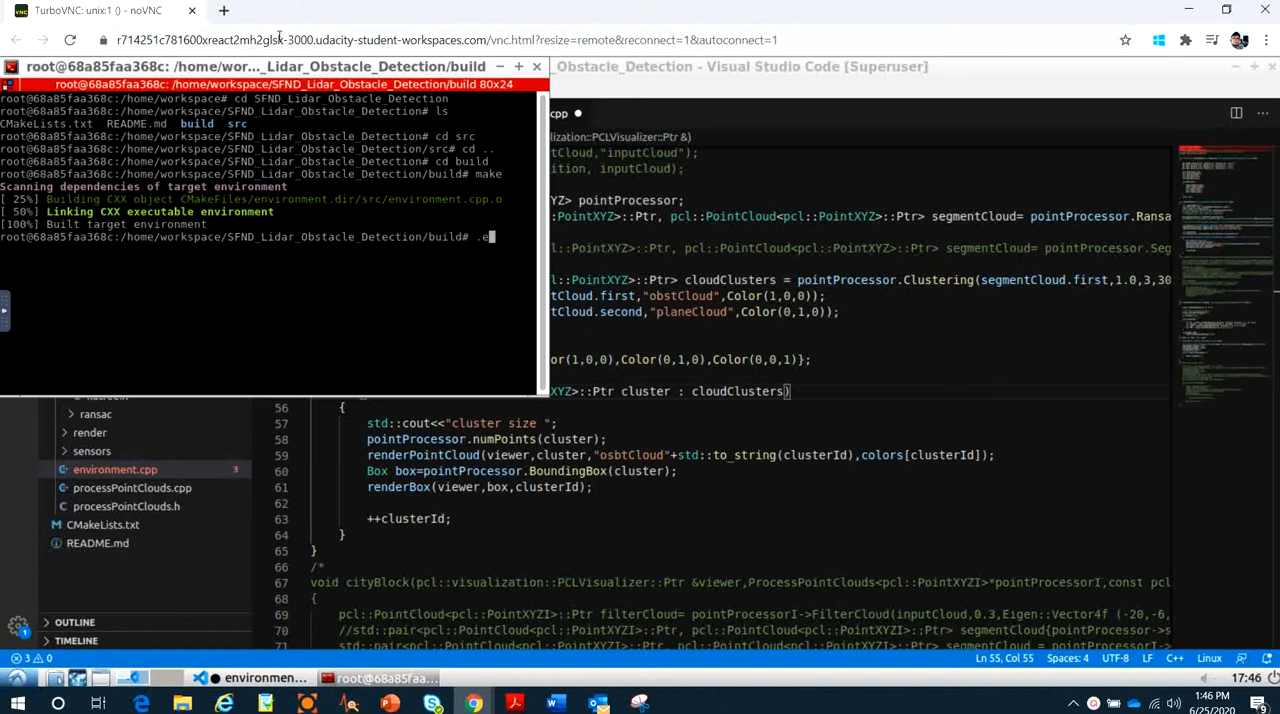 TurboVNC: unix:1 () - noVNC
r714251c781600xreact2mh2glsk-3000.udacity-student-workspaces.com/vnc.html?resize=remote&reconnect=1&autoconnect=1
root@68a85faa368c: /home/wor..._Lidar_Obstacle_Detection/build
_Obstacle_Detection - Visual Studio Code [Superuser]
root@68a85faa368c: /home/workspace/SFND_Lidar_Obstacle_Detection/build 80x24
root@68a85faa368c:/home/workspace# cd SFND_Lidar_Obstacle_Detection
root@68a85faa368c:/home/workspace/SFND_Lidar_Obstacle_Detection# ls
CMakeLists.txt README.md build src
root@68a85faa368c:/home/workspace/SFND_Lidar_Obstacle_Detection# cd src
root@68a85faa368c:/home/workspace/SFND_Lidar_Obstacle_Detection/src# cd ..
root@68a85faa368c:/home/workspace/SFND_Lidar_Obstacle_Detection# cd build
root@68a85faa368c:/home/workspace/SFND_Lidar_Obstacle_Detection/build# make
Scanning dependencies of target environment
[ 25%] Building CXX object CMakeFiles/environment.dir/src/environment.cpp.o
[ 50%] Linking CXX executable environment
[100%] Built target environment
root@68a85faa368c:/home/workspace/SFND_Lidar_Obstacle_Detection/build# .e
cpp
ization::PCLVisualizer::Ptr &)
tCloud,"inputCloud");
ition, inputCloud);
YZ> pointProcessor;
:PointXYZ>::Ptr, pcl::PointCloud<pcl::PointXYZ>::Ptr> segmentCloud= pointProcessor.Ransa
pcl::PointXYZ>::Ptr, pcl::PointCloud<pcl::PointXYZ>::Ptr> segmentCloud= pointProcessor.Seg
XYZ>::Ptr> cloudClusters = pointProcessor.Clustering(segmentCloud.first,1.0,3,30
tCloud.first,"obstCloud",Color(1,0,0));
tCloud.second,"planeCloud",Color(0,1,0));
or(1,0,0),Color(0,1,0),Color(0,0,1)};
XYZ>::Ptr cluster : cloudClusters)
56 {
57 std::cout<<"cluster size ";
58 pointProcessor.numPoints(cluster);
59 renderPointCloud(viewer,cluster,"osbtCloud"+std::to_string(clusterId),colors[clusterId]);
60 Box box=pointProcessor.BoundingBox(cluster);
61 renderBox(viewer,box,clusterId);
62
63 ++clusterId;
64 }
65 }
66 /*
67 void cityBlock(pcl::visualization::PCLVisualizer::Ptr &viewer,ProcessPointClouds<pcl::PointXYZI>*pointProcessorI,const pcl
68 {
69 pcl::PointCloud<pcl::PointXYZI>::Ptr filterCloud= pointProcessorI->FilterCloud(inputCloud,0.3,Eigen::Vector4f (-20,-6,
70 //std::pair<pcl::PointCloud<pcl::PointXYZI>::Ptr, pcl::PointCloud<pcl::PointXYZI>::Ptr> segmentCloud{pointProcessor->s
71
ransac
render
sensors
environment.cpp 3
processPointClouds.cpp
processPointClouds.h
CMakeLists.txt
README.md
OUTLINE
TIMELINE
3 0
Ln 55, Col 55 Spaces: 4 UTF-8 LF C++ Linux
environmen...
root@68a85faa368...
17:46
1:46 PM
6/25/2020